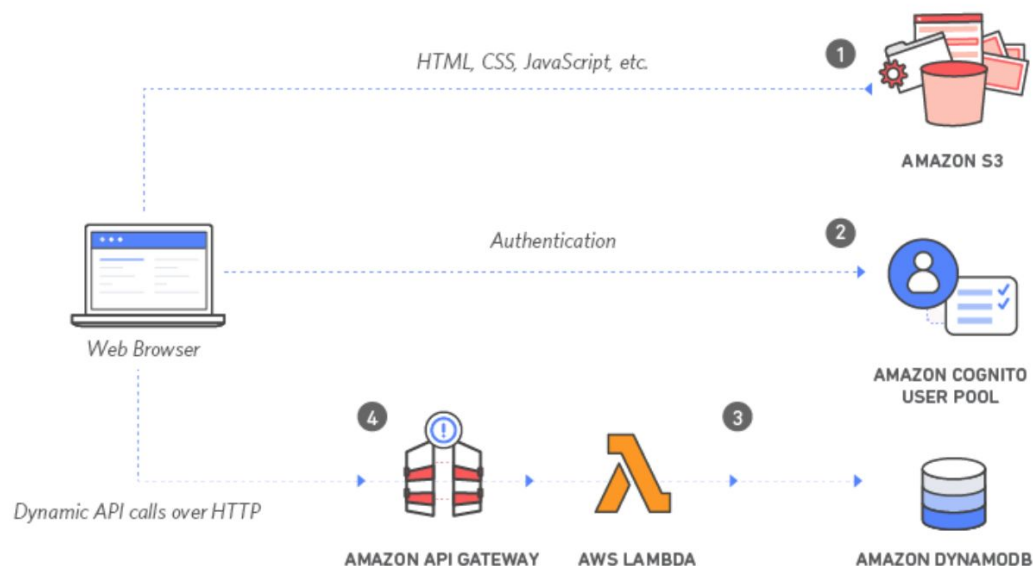 HTML, CSS, JavaScript, etc.
1
AMAZON S3
Authentication
2
Web Browser
AMAZON COGNITO
USER POOL
4
3
Dynamic API calls over HTTP
AMAZON API GATEWAY
AWS LAMBDA
AMAZON DYNAMODB